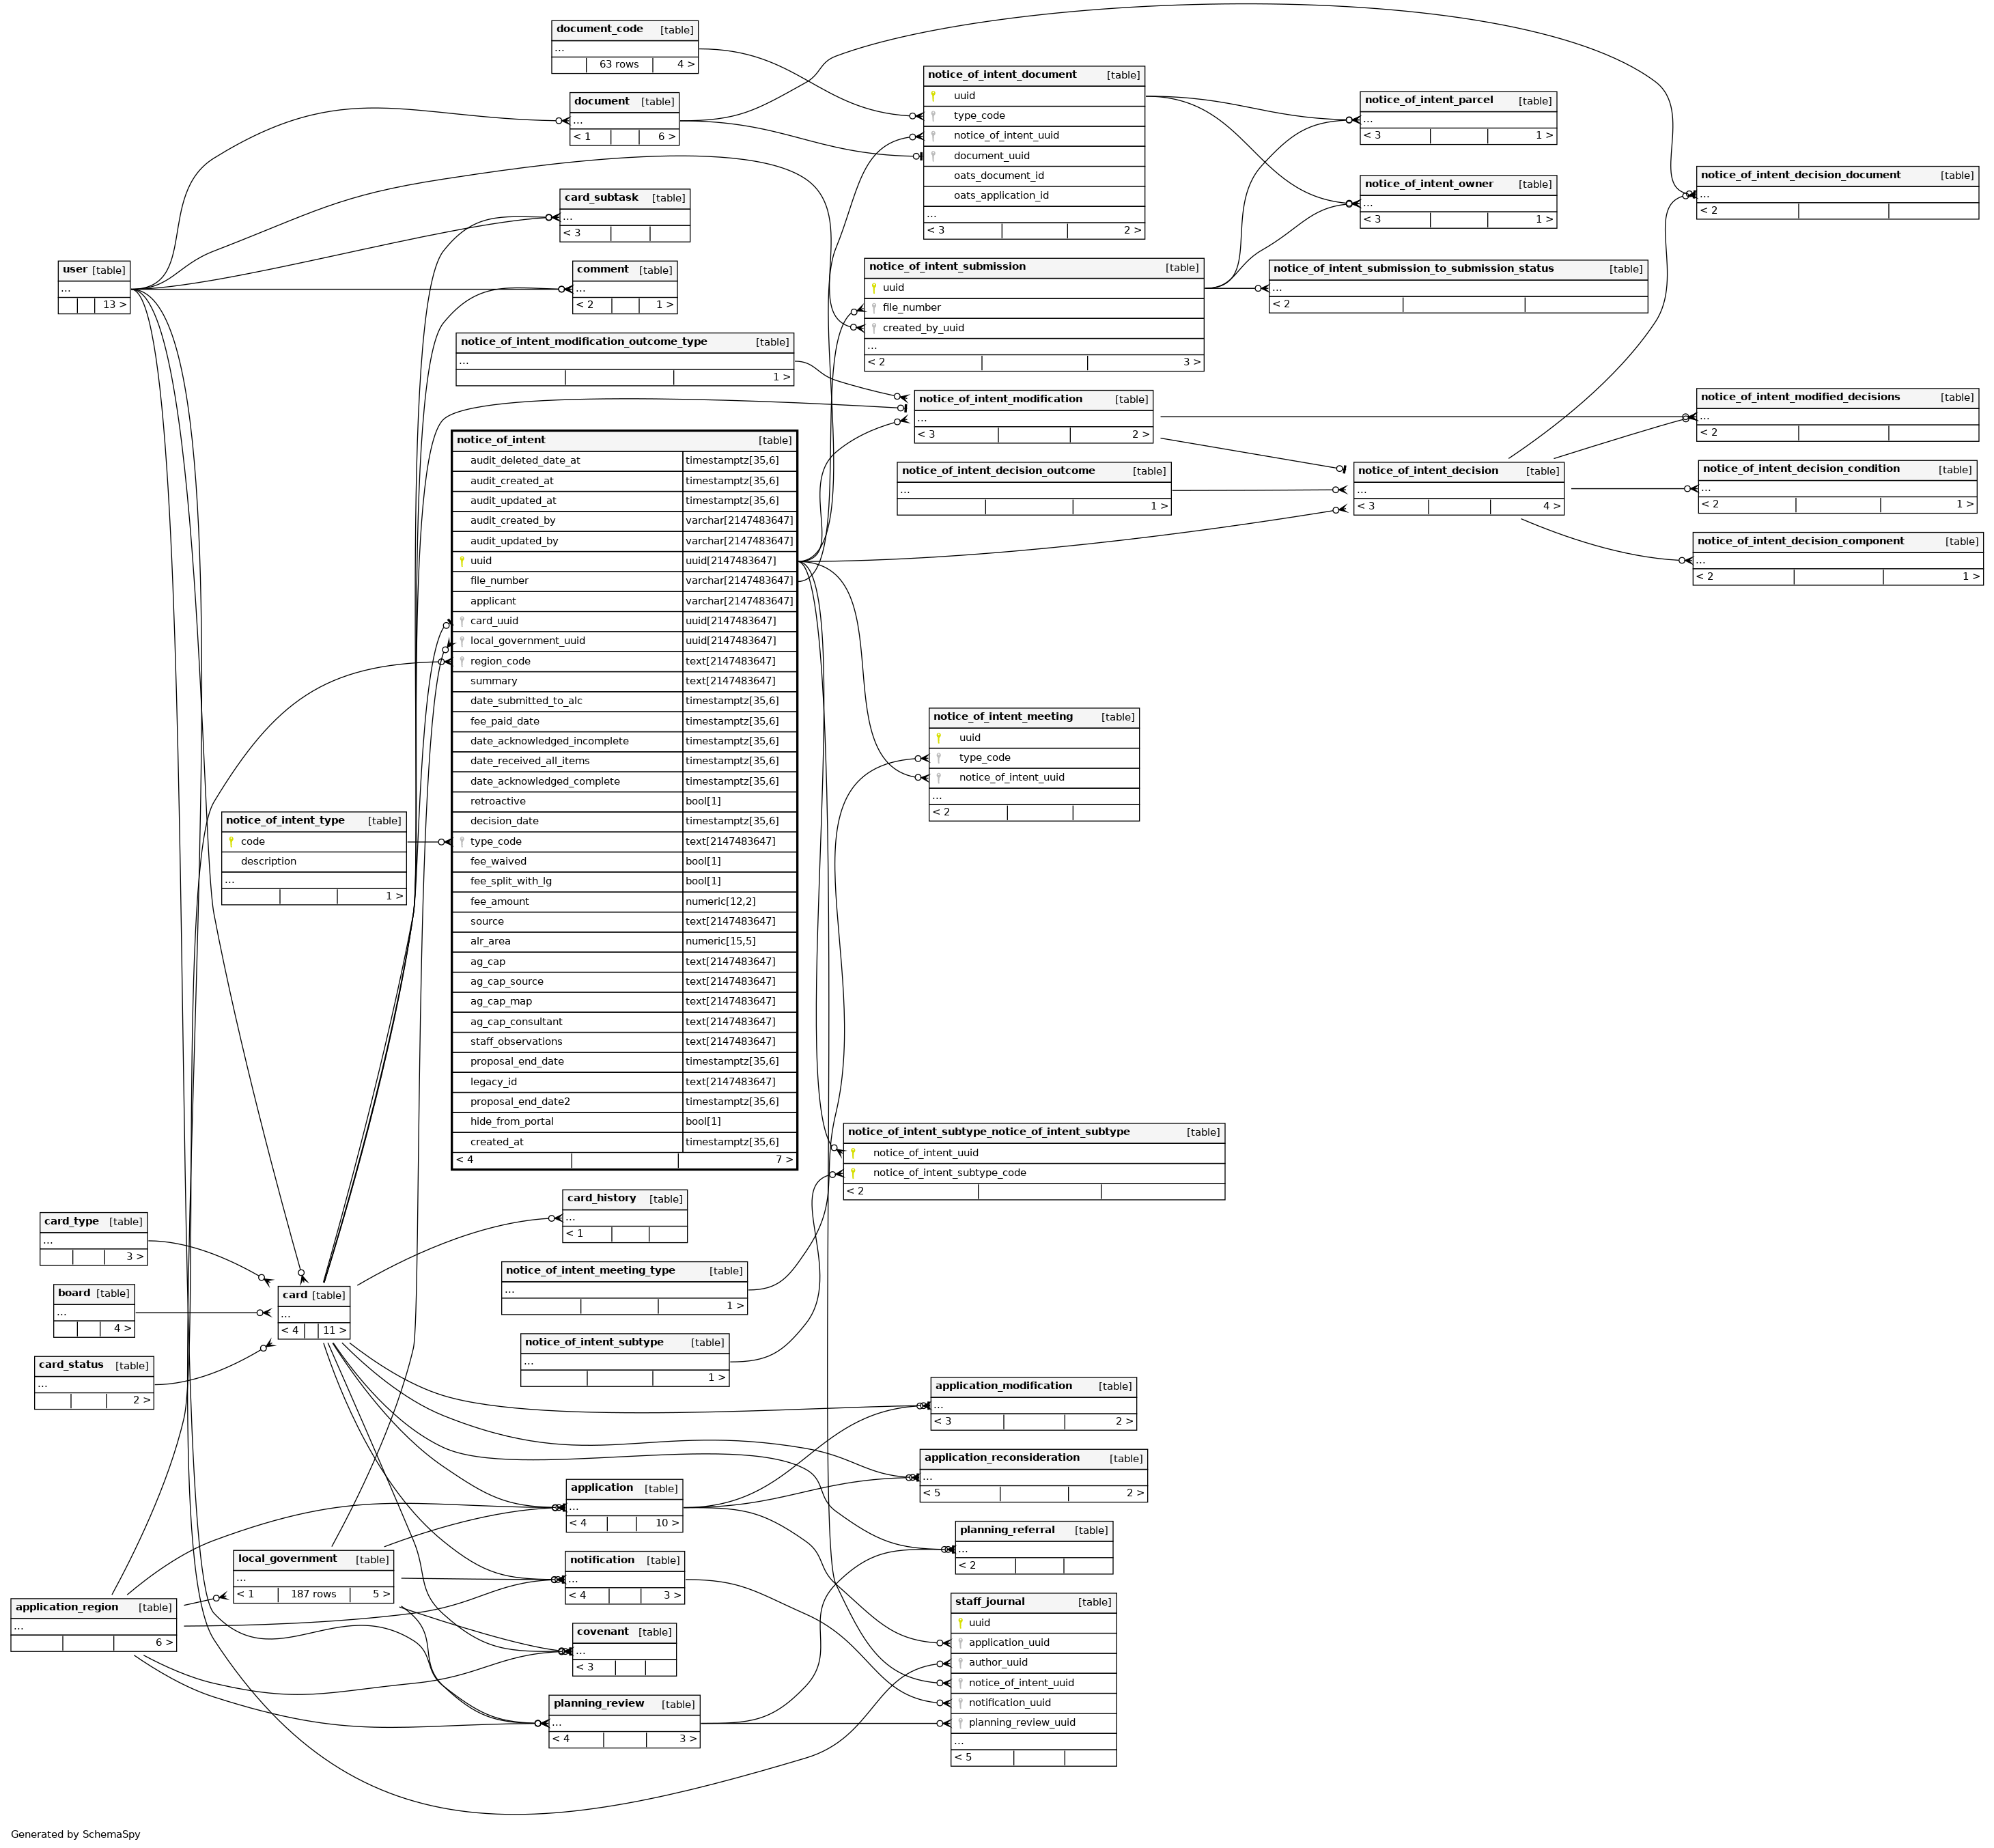 document_code [table]
...
63 rows 4 >
document [table]
...
< 1 6 >
card_subtask [table]
...
< 3
user [table]
...
13 >
comment [table]
...
< 2 1 >
notice_of_intent_modification_outcome_type [table]
...
1 >
notice_of_intent_document [table]
uuid
type_code
notice_of_intent_uuid
document_uuid
oats_document_id
oats_application_id
...
< 3 2 >
notice_of_intent_parcel [table]
...
< 3 1 >
notice_of_intent_owner [table]
...
< 3 1 >
notice_of_intent_decision_document [table]
...
< 2
notice_of_intent_submission [table]
uuid
file_number
created_by_uuid
...
< 2 3 >
notice_of_intent_submission_to_submission_status [table]
...
< 2
notice_of_intent_modification [table]
...
< 3 2 >
notice_of_intent_modified_decisions [table]
...
< 2
notice_of_intent_decision_outcome [table]
...
1 >
notice_of_intent_decision [table]
...
< 3 4 >
notice_of_intent_decision_condition [table]
...
< 2 1 >
notice_of_intent_decision_component [table]
...
< 2 1 >
notice_of_intent [table]
audit_deleted_date_at timestamptz[35,6]
audit_created_at timestamptz[35,6]
audit_updated_at timestamptz[35,6]
audit_created_by varchar[2147483647]
audit_updated_by varchar[2147483647]
uuid uuid[2147483647]
file_number varchar[2147483647]
applicant varchar[2147483647]
card_uuid uuid[2147483647]
local_government_uuid uuid[2147483647]
region_code text[2147483647]
summary text[2147483647]
date_submitted_to_alc timestamptz[35,6]
fee_paid_date timestamptz[35,6]
date_acknowledged_incomplete timestamptz[35,6]
date_received_all_items timestamptz[35,6]
date_acknowledged_complete timestamptz[35,6]
retroactive bool[1]
decision_date timestamptz[35,6]
type_code text[2147483647]
fee_waived bool[1]
fee_split_with_lg bool[1]
fee_amount numeric[12,2]
source text[2147483647]
alr_area numeric[15,5]
ag_cap text[2147483647]
ag_cap_source text[2147483647]
ag_cap_map text[2147483647]
ag_cap_consultant text[2147483647]
staff_observations text[2147483647]
proposal_end_date timestamptz[35,6]
legacy_id text[2147483647]
proposal_end_date2 timestamptz[35,6]
hide_from_portal bool[1]
created_at timestamptz[35,6]
< 4 7 >
notice_of_intent_type [table]
code
description
...
1 >
notice_of_intent_meeting [table]
uuid
type_code
notice_of_intent_uuid
...
< 2
notice_of_intent_subtype_notice_of_intent_subtype [table]
notice_of_intent_uuid
notice_of_intent_subtype_code
< 2
card_history [table]
...
< 1
card_type [table]
...
3 >
board [table]
...
4 >
card [table]
...
< 4 11 >
card_status [table]
...
2 >
notice_of_intent_meeting_type [table]
...
1 >
notice_of_intent_subtype [table]
...
1 >
application_modification [table]
...
< 3 2 >
application_reconsideration [table]
...
< 5 2 >
application [table]
...
< 4 10 >
planning_referral [table]
...
< 2
local_government [table]
...
< 1 187 rows 5 >
notification [table]
...
< 4 3 >
application_region [table]
...
6 >
covenant [table]
...
< 3
planning_review [table]
...
< 4 3 >
staff_journal [table]
uuid
application_uuid
author_uuid
notice_of_intent_uuid
notification_uuid
planning_review_uuid
...
< 5
Generated by SchemaSpy